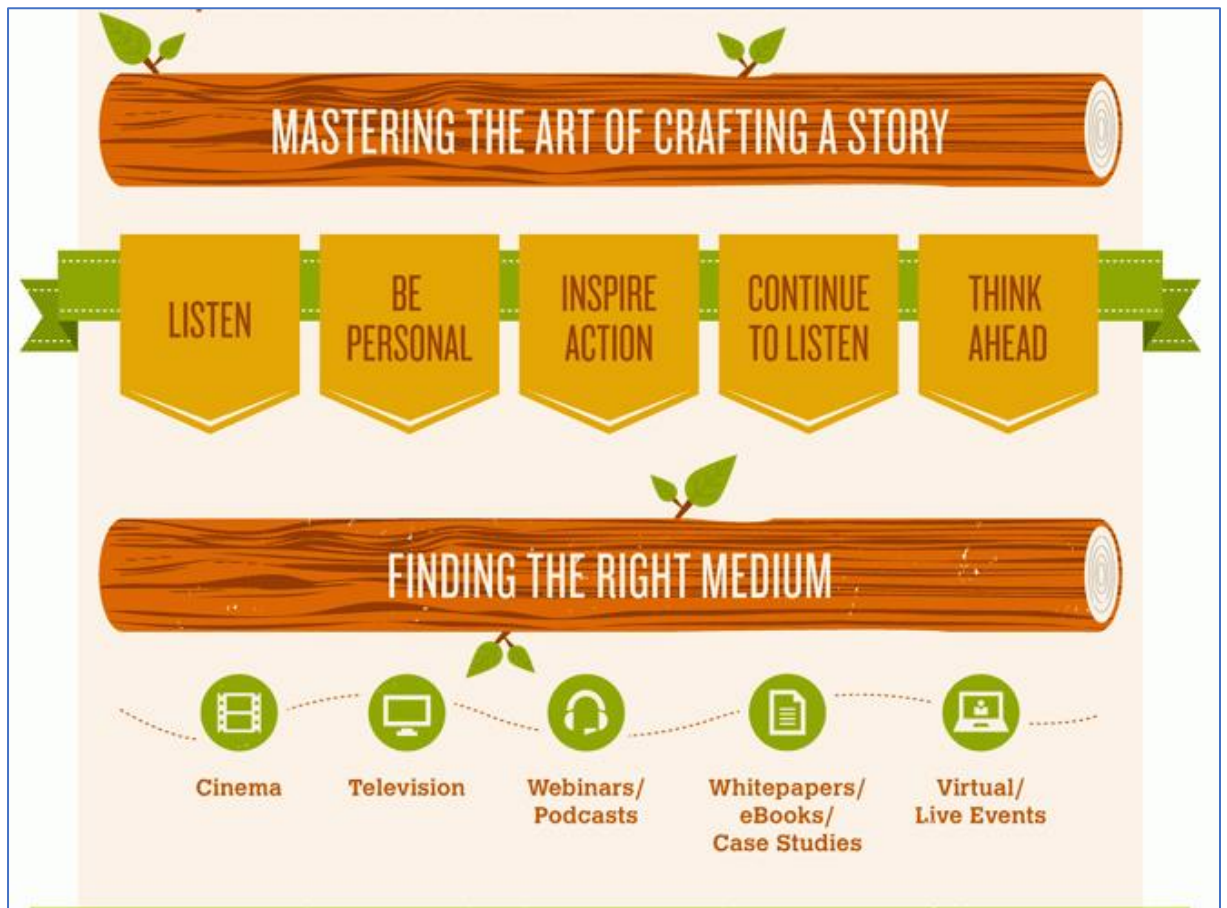 MASTERING THE ART OF CRAFTING A STORY
LISTEN
BE
PERSONAL
INSPIRE
ACTION
CONTINUE
TO LISTEN
THINK
AHEAD
FINDING THE RIGHT MEDIUM
Cinema
Television
Webinars/
Podcasts
Whitepapers/
eBooks/
Case Studies
Virtual/
Live Events